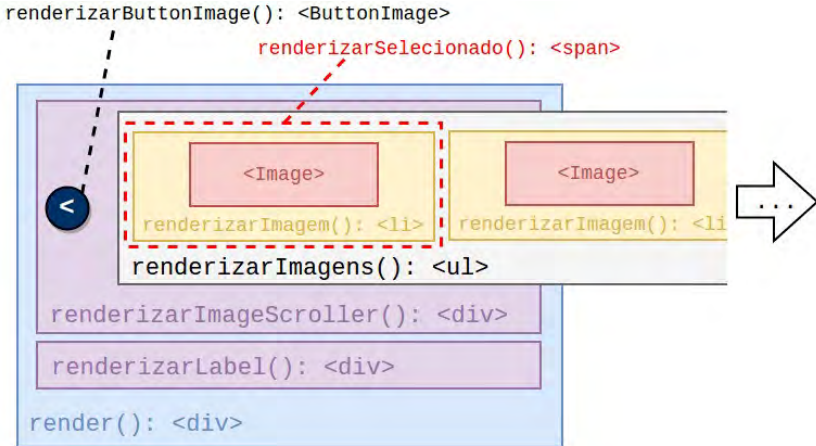 renderizarButtonImage(): <ButtonImage>
renderizarSelecionado(): <span>
<Image>
<Image>
<
...
renderizarImagem(): <li>
renderizarImagem(): <li
renderizarImagens(): <ul>
renderizarImageScroller(): <div>
renderizarLabel(): <div>
render(): <div>